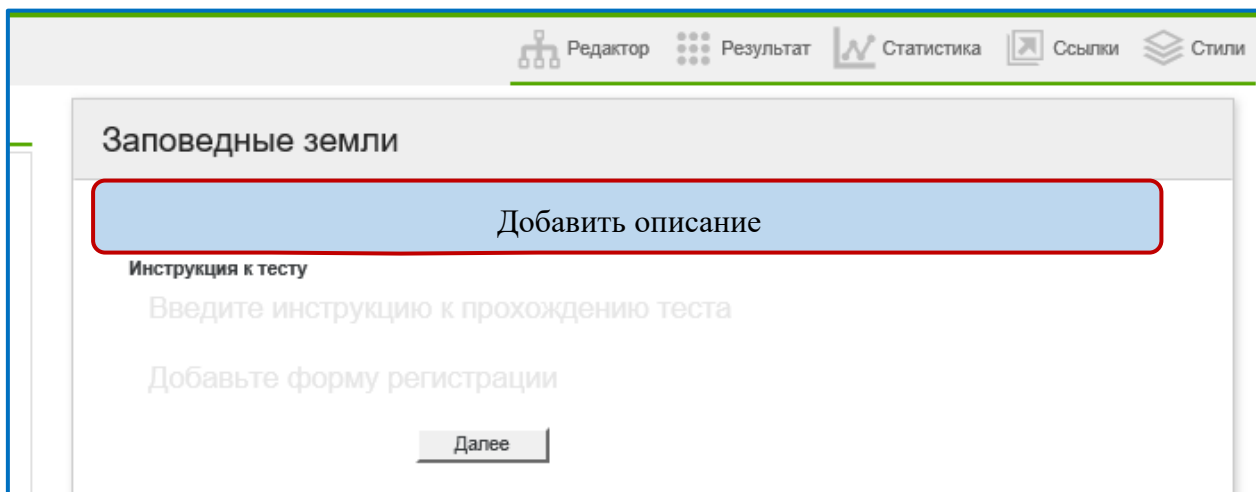 Редактор Результат Статистика Ссылки Стили
Заповедные земли
Добавить описание
Инструкция к тесту
Введите инструкцию к прохождению теста
Добавьте форму регистрации
Далее